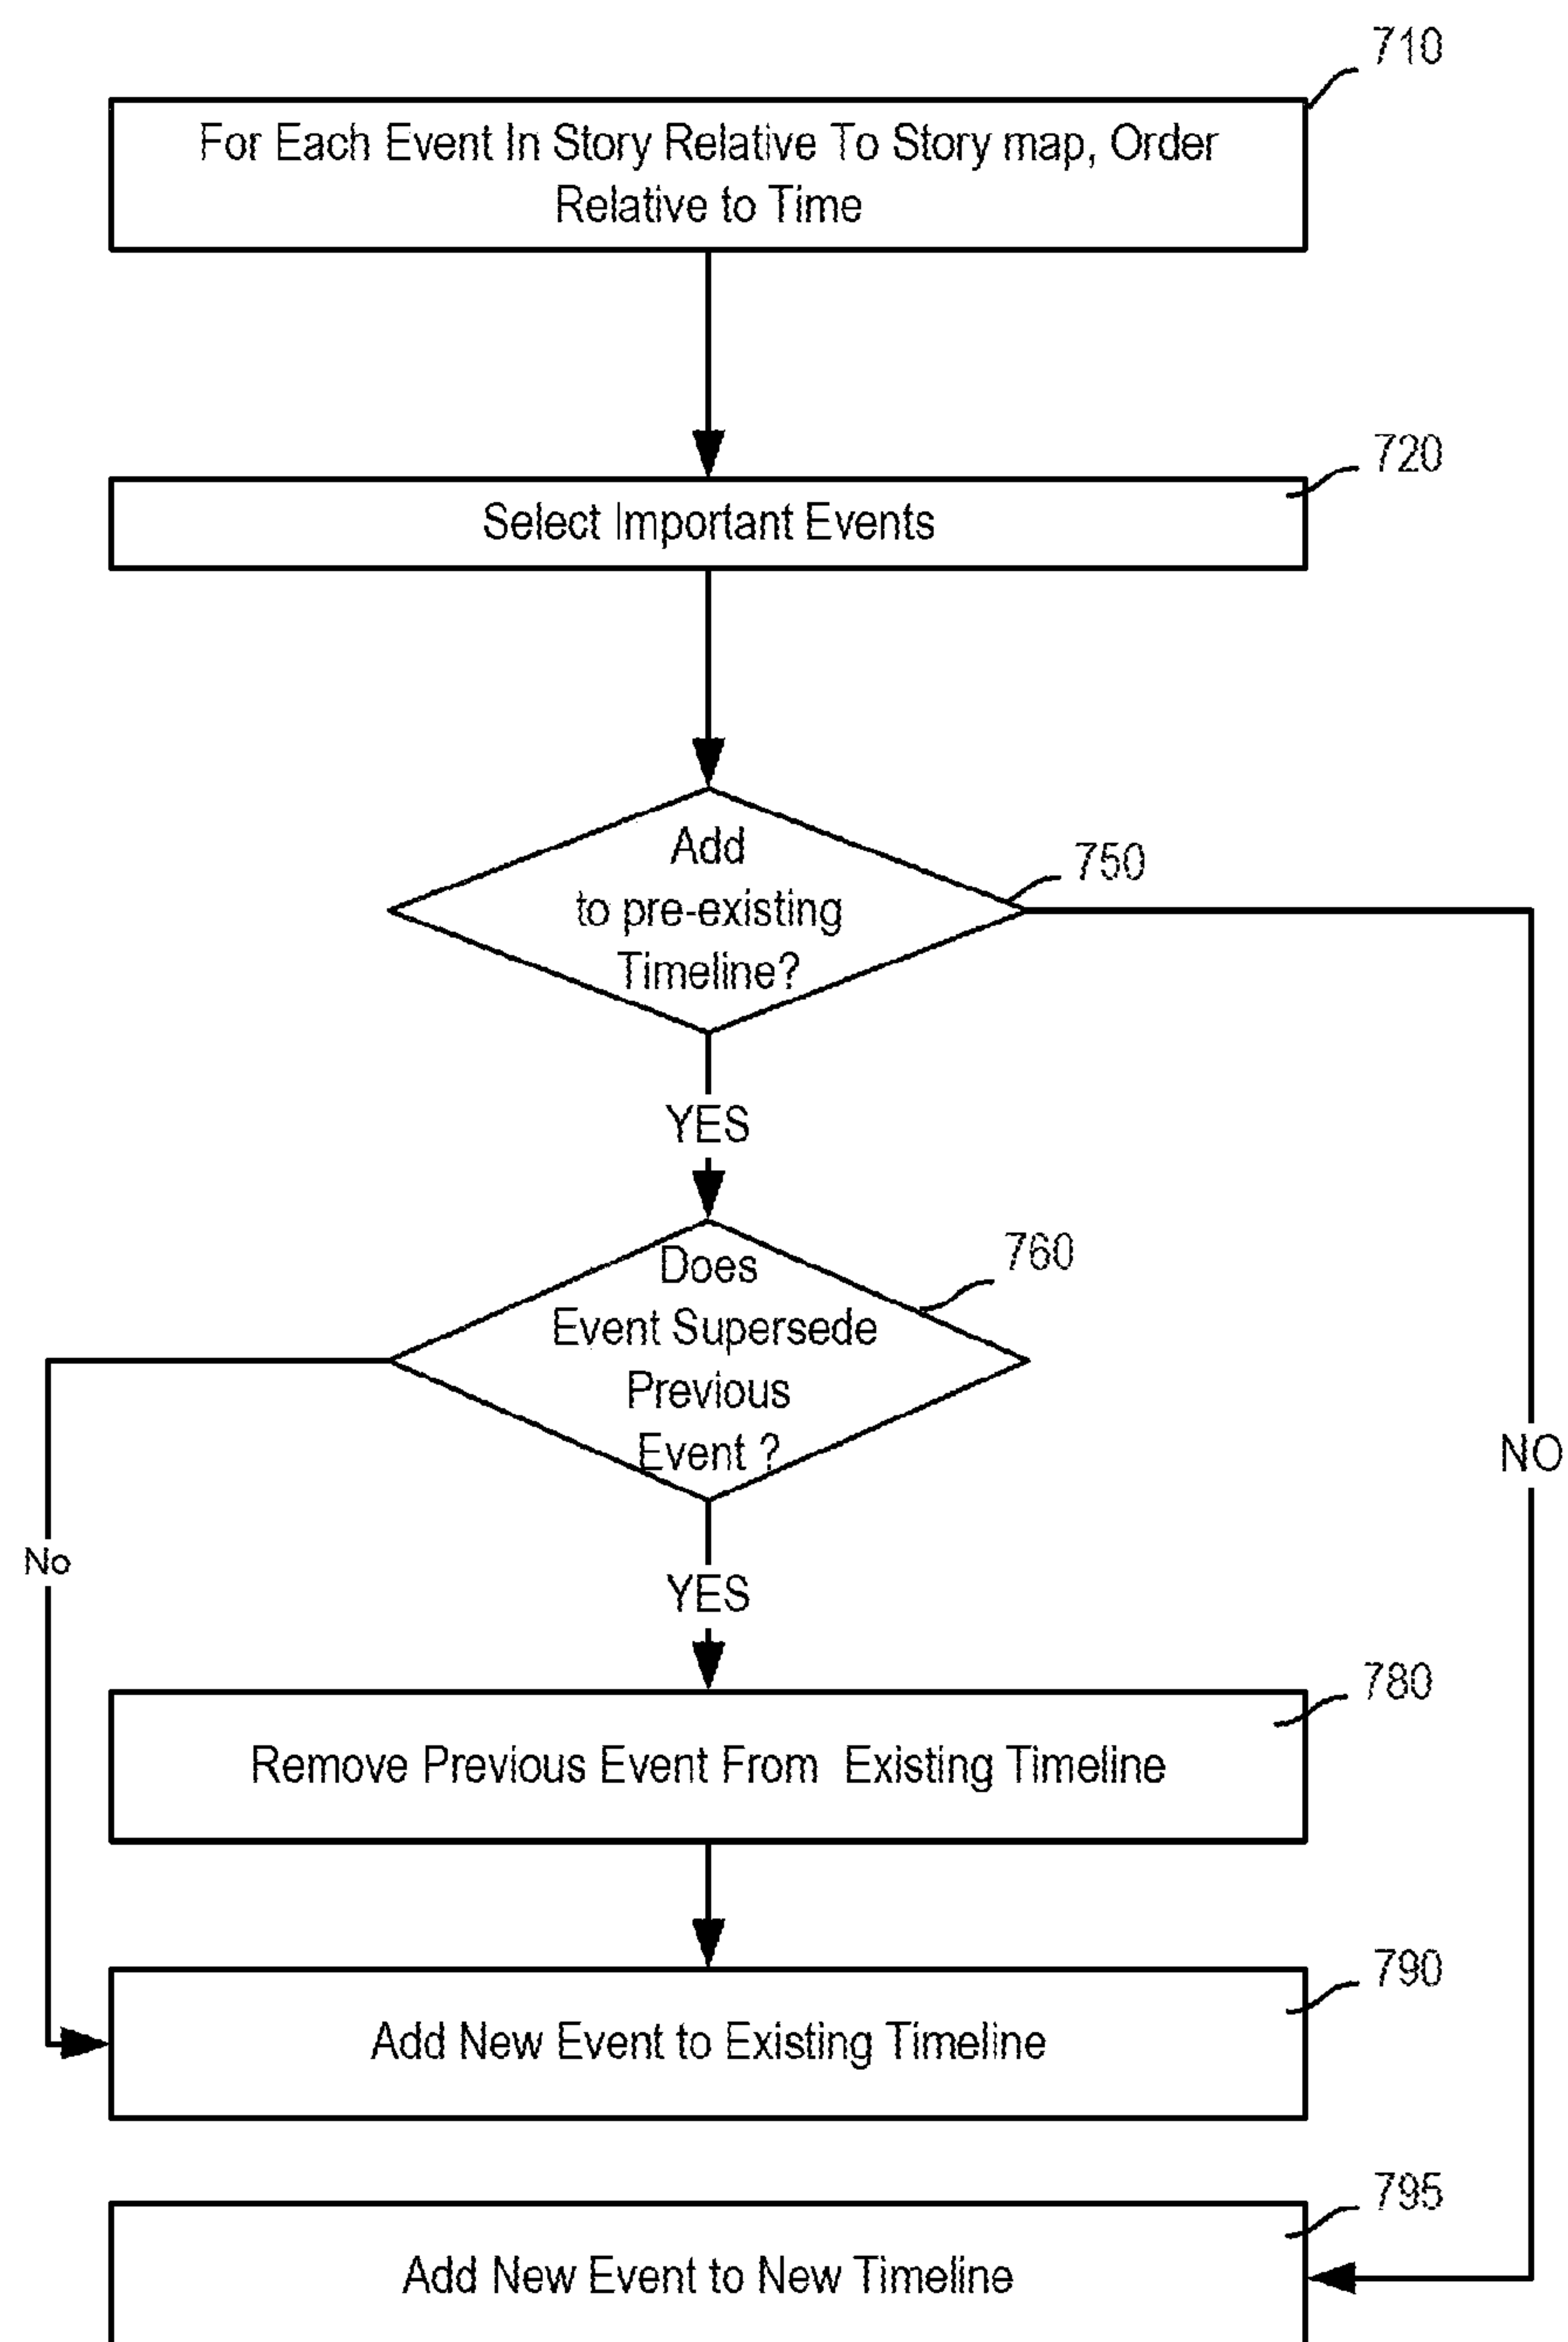 710
For Each Event In Story Relative To Story map, Order
Relative to Time
720
Select Important Events
750
Add
to pre-existing
Timeline?
YES
760
Does
Event Supersede
Previous
Event ?
NO
No
YES
780
Remove Previous Event From Existing Timeline
790
Add New Event to Existing Timeline
795
Add New Event to New Timeline